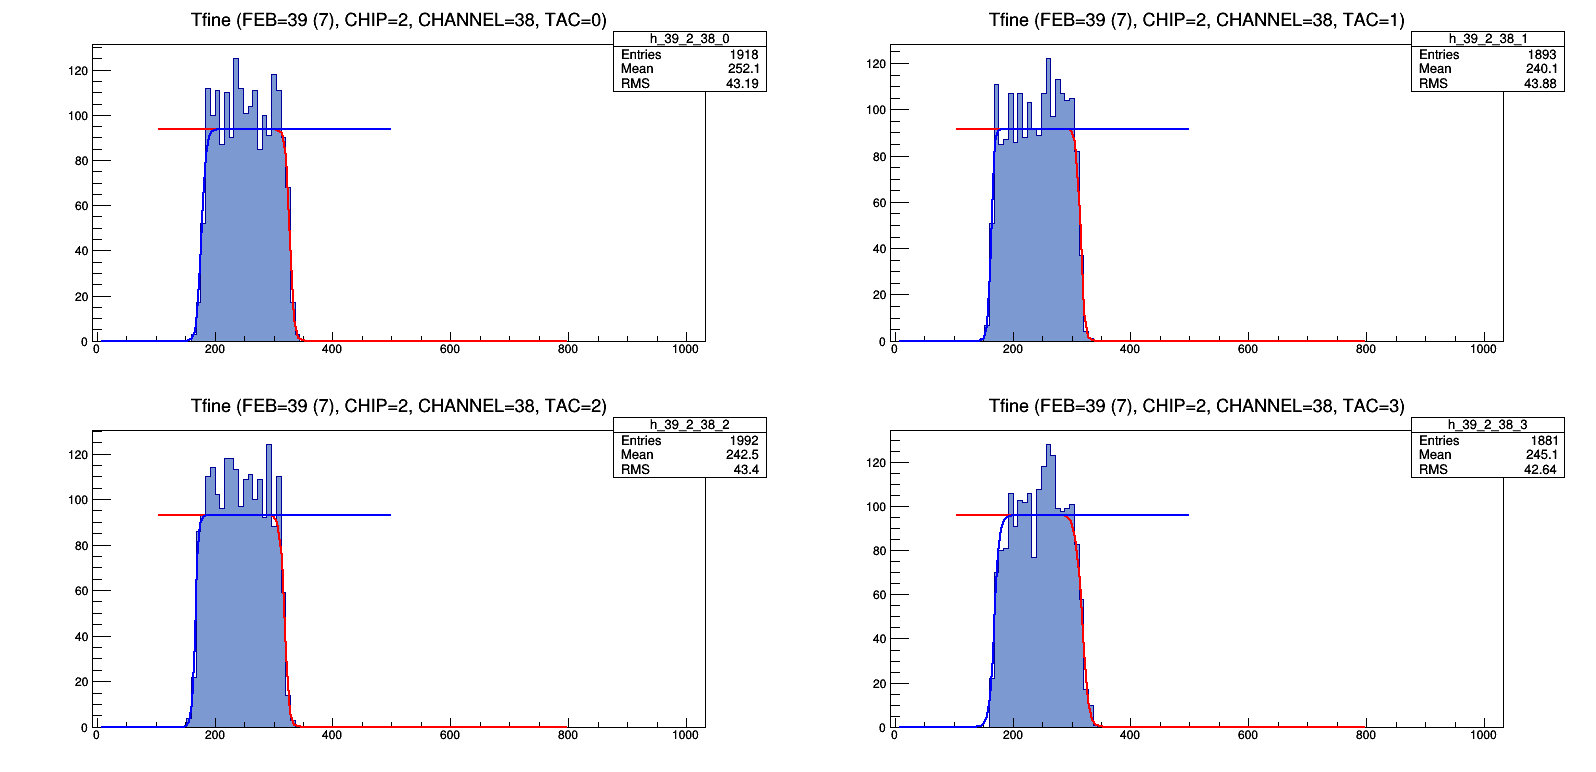 Tfine (FEB=39 (7), CHIP=2, CHANNEL=38, TAC=0)
h_39_2_38_0
Entries 1918
Mean 252.1
RMS 43.19
120
100
80
60
40
20
0
0 200 400 600 800 1000
Tfine (FEB=39 (7), CHIP=2, CHANNEL=38, TAC=1)
h_39_2_38_1
Entries 1893
Mean 240.1
RMS 43.88
120
100
80
60
40
20
0
0 200 400 600 800 1000
Tfine (FEB=39 (7), CHIP=2, CHANNEL=38, TAC=2)
h_39_2_38_2
Entries 1992
Mean 242.5
RMS 43.4
120
100
80
60
40
20
0
0 200 400 600 800 1000
Tfine (FEB=39 (7), CHIP=2, CHANNEL=38, TAC=3)
h_39_2_38_3
Entries 1881
Mean 245.1
RMS 42.64
120
100
80
60
40
20
0
0 200 400 600 800 1000